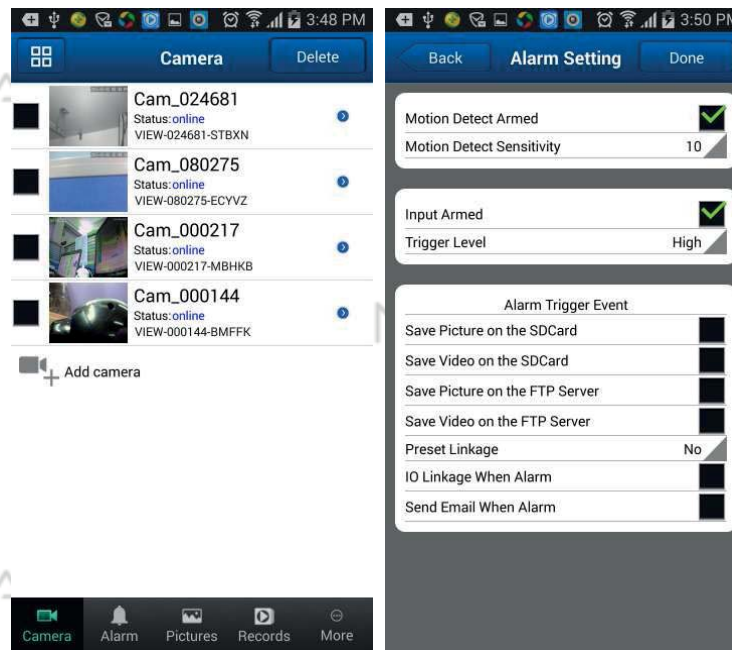 3:48 PM
Camera
Delete
Cam_024681
Status:online
VIEW-024681-STBXN
Cam_080275
Status:online
VIEW-080275-ECYVZ
Cam_000217
Status:online
VIEW-000217-MBHKB
Cam_000144
Status:online
VIEW-000144-BMFFK
Add camera
Camera
Alarm
Pictures
Records
More
3:50 PM
Back
Alarm Setting
Done
Motion Detect Armed
Motion Detect Sensitivity 10
Input Armed
Trigger Level High
Alarm Trigger Event
Save Picture on the SDCard
Save Video on the SDCard
Save Picture on the FTP Server
Save Video on the FTP Server
Preset Linkage No
IO Linkage When Alarm
Send Email When Alarm